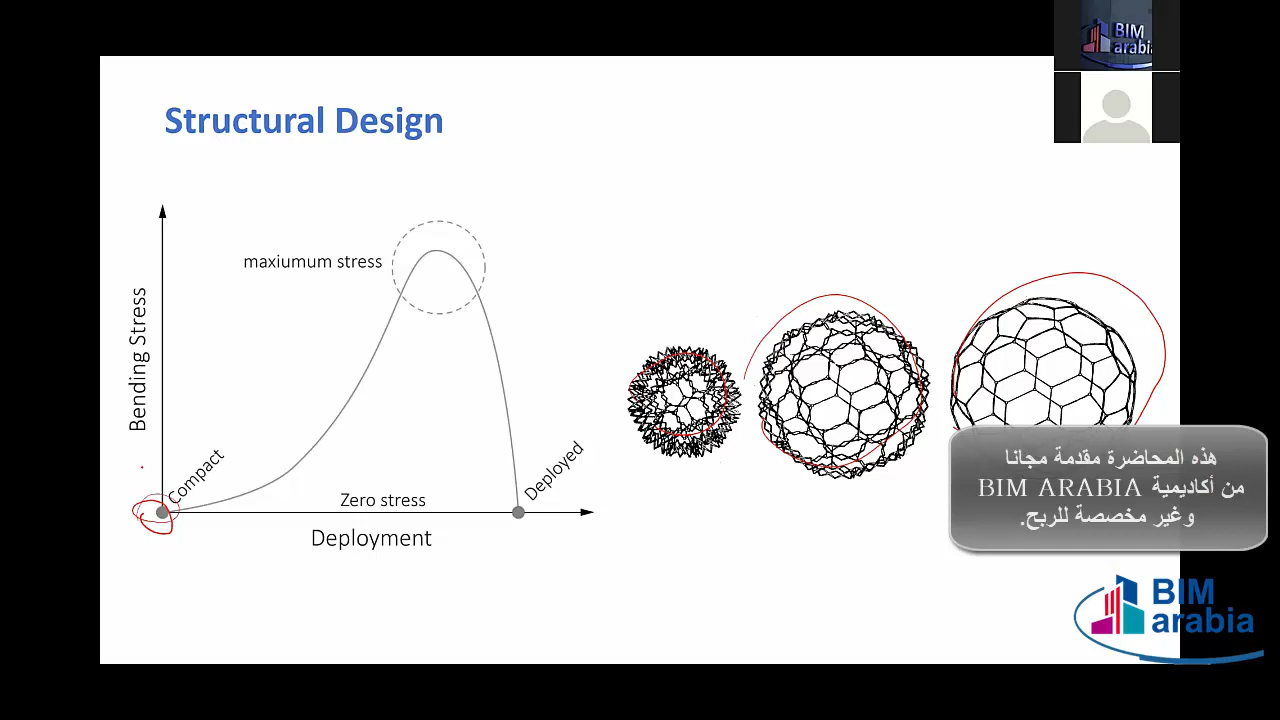 BIM
arabia
Structural Design
maxiumum stress
Bending Stress
Compact
Zero stress
Deployed
Deployment
هذه المحاضرة مقدمة مجانا
من أكاديمية BIM ARABIA
وغير مخصصة للربح.
BIM
arabia